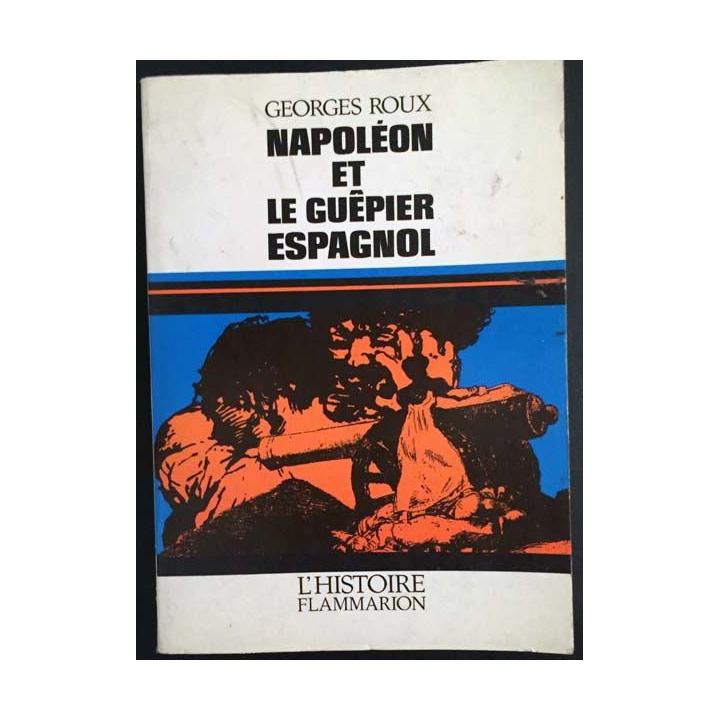 GEORGES ROUX
NAPOLÉON
ET
LE GUÊPIER
ESPAGNOL
L'HISTOIRE
FLAMMARION